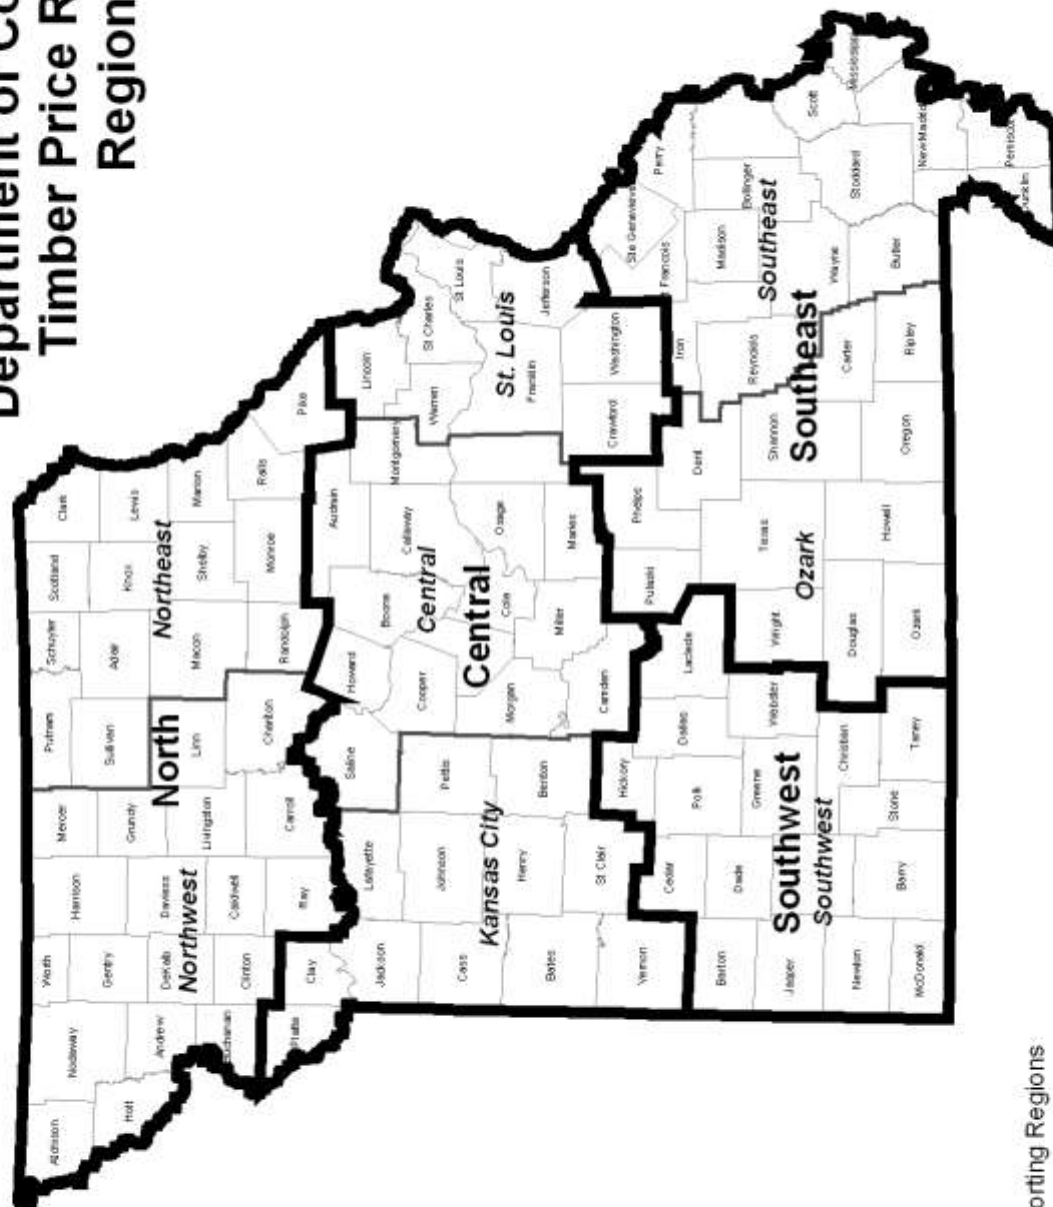 Department of Co
Timber Price R
Region
Atchison
Nodaway
Worth
Harrison
Mercer
Putnam
Schuyler
Scotland
Clark
Holt
Gentry
Grundy
Sullivan
Adair
Knox
Lewis
Andrew
DeKalb
Daviess
Northwest
Livingston
North
Linn
Macon
Northeast
Shelby
Marion
Buchanan
Clinton
Caldwell
Carroll
Chariton
Randolph
Monroe
Ralls
Pike
Platte
Clay
Ray
Saline
Howard
Audrain
Lincoln
Jackson
Lafayette
Cooper
Boone
Callaway
Montgomery
Warren
St Charles
St Louis
Cass
Johnson
Pettis
Morgan
Cole
Central
Central
Osage
Franklin
St. Louis
Jefferson
Kansas City
Bates
Henry
Benton
Miller
Maries
Crawford
Washington
Ste Genevieve
Perry
Vernon
St Clair
Hickory
Camden
Pulaski
Phelps
Dent
Iron
Francois
Cedar
Polk
Dallas
Laclede
Madison
Bollinger
Scott
Mississippi
Barton
Dade
Greene
Webster
Wright
Texas
Shannon
Reynolds
Southeast
Southeast
Wayne
Stoddard
Jasper
Southwest
Southwest
Christian
Douglas
Ozark
Howell
Carter
Butler
New Madrid
Newton
Barry
Stone
Taney
Ozark
Oregon
Ripley
McDonald
Pemiscot
unklin
orting Regions